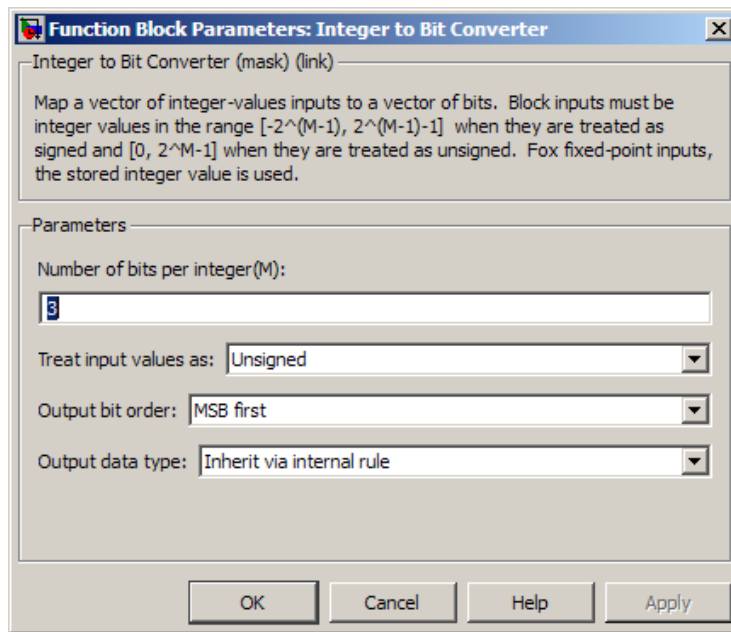 Function Block Parameters: Integer to Bit Converter
Integer to Bit Converter (mask) (link)
Map a vector of integer-values inputs to a vector of bits.  Block inputs must be
integer values in the range [-2^(M-1), 2^(M-1)-1]  when they are treated as
signed and [0, 2^M-1] when they are treated as unsigned.  Fox fixed-point inputs,
the stored integer value is used.
Parameters
Number of bits per integer(M):
3
Treat input values as: Unsigned
Output bit order: MSB first
Output data type: Inherit via internal rule
OK Cancel Help Apply